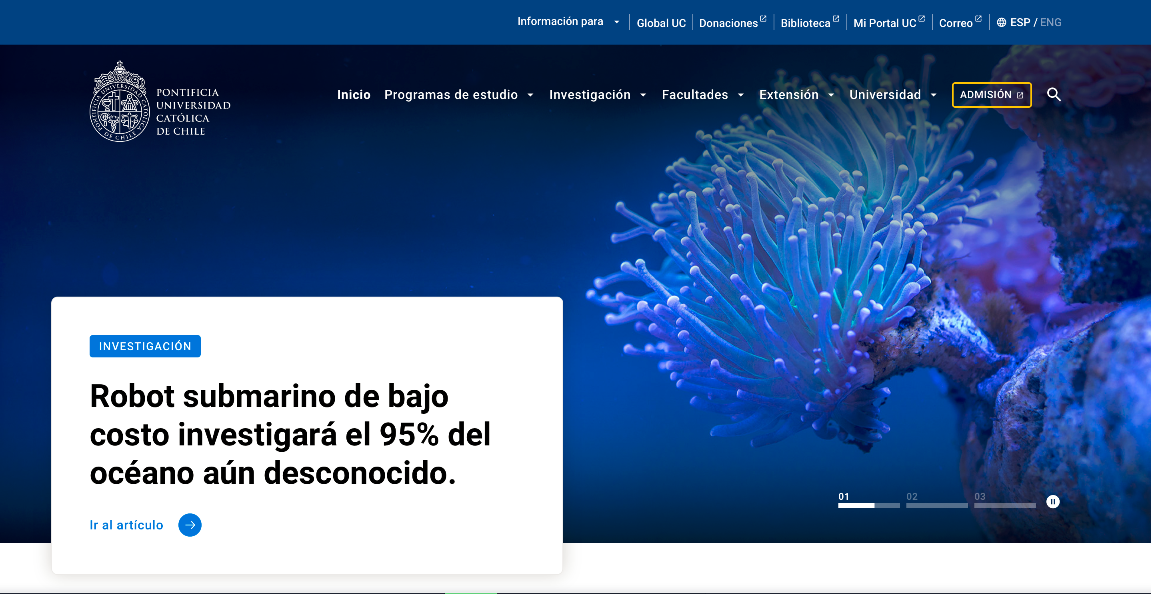 Información para
Global UC
Donaciones
Biblioteca
Mi Portal UC
Correo
ESP / ENG
PONTIFICIA
UNIVERSIDAD
CATÓLICA
DE CHILE
Inicio
Programas de estudio
Investigación
Facultades
Extensión
Universidad
ADMISIÓN
INVESTIGACIÓN
Robot submarino de bajo
costo investigará el 95% del
océano aún desconocido.
Ir al artículo
01
02
03